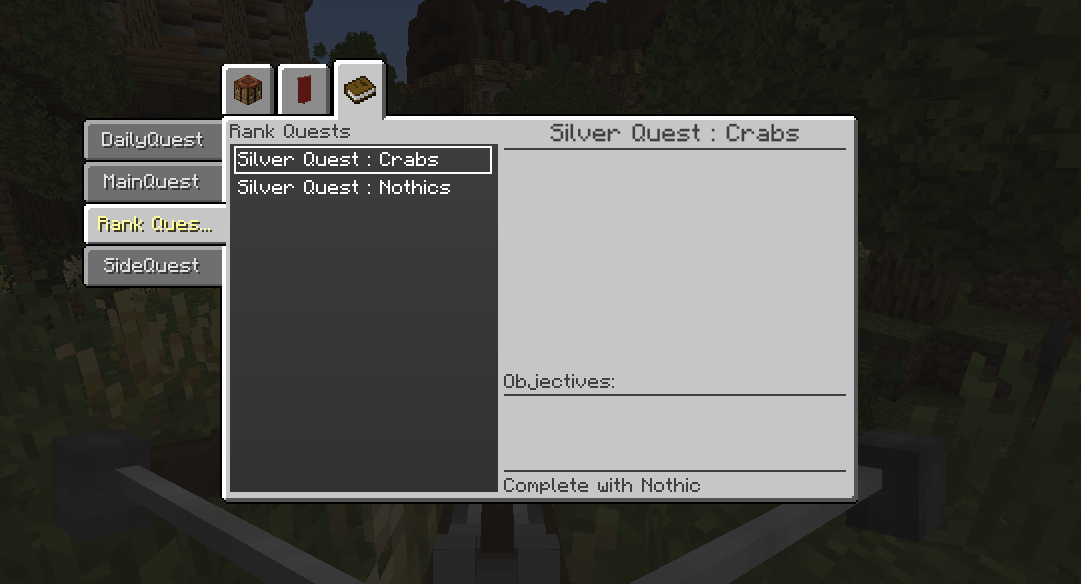 DailyQuest
MainQuest
Rank Ques...
SideQuest
Rank Quests
Silver Quest : Crabs
Silver Quest : Nothics
Silver Quest : Crabs
Objectives:
Complete with Nothic